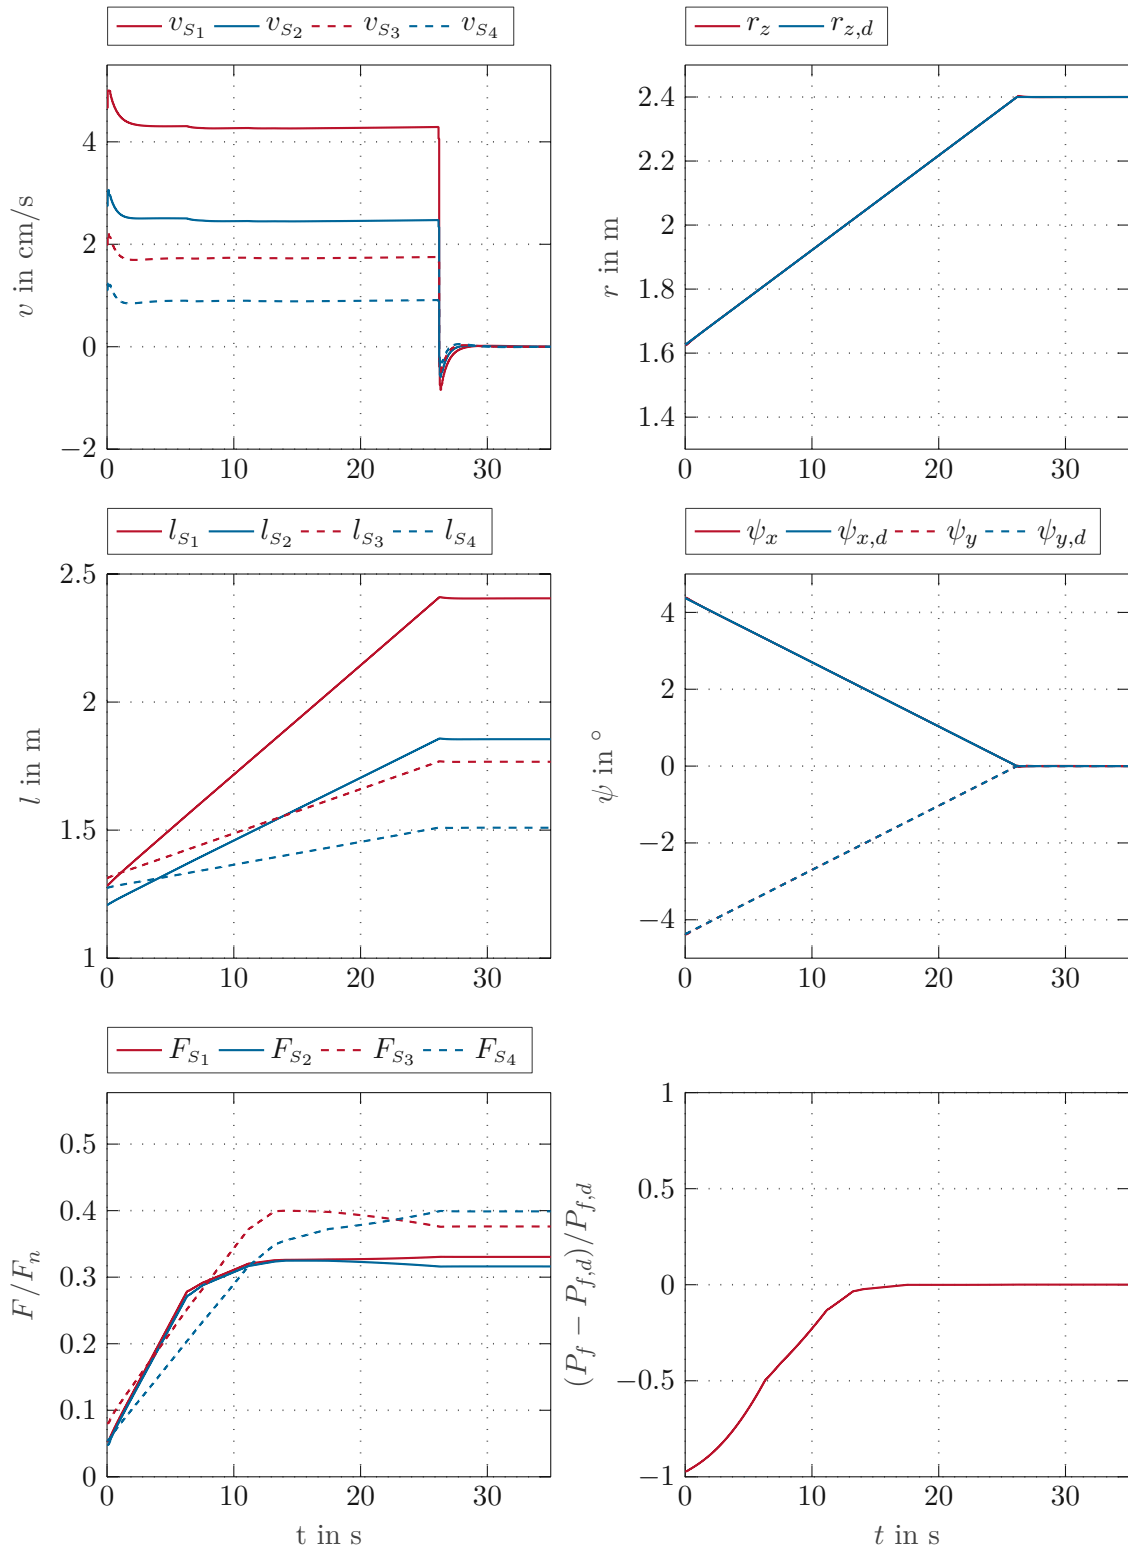 v_{S_1} v_{S_2} v_{S_3} v_{S_4}
4
2
0
−2
0 10 20 30
v in cm/s
r_z r_{z,d}
2.4
2.2
2
1.8
1.6
1.4
0 10 20 30
r in m
l_{S_1} l_{S_2} l_{S_3} l_{S_4}
2.5
2
1.5
1
0 10 20 30
l in m
ψ_x ψ_{x,d} ψ_y ψ_{y,d}
4
2
0
−2
−4
0 10 20 30
ψ in °
F_{S_1} F_{S_2} F_{S_3} F_{S_4}
0.5
0.4
0.3
0.2
0.1
0
0 10 20 30
F/F_n
t in s
1
0.5
0
−0.5
−1
0 10 20 30
(P_f − P_{f,d})/P_{f,d}
t in s